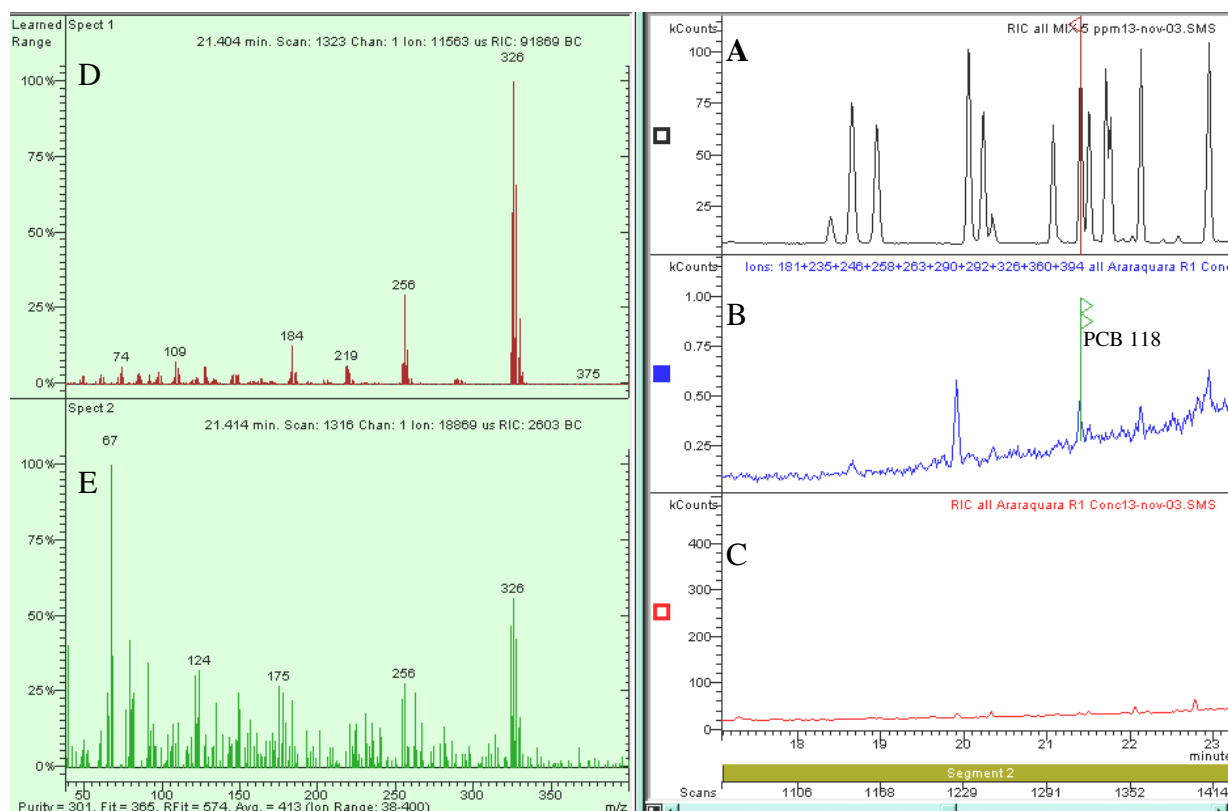 Learned
Range
Spect 1
21.404 min. Scan: 1323 Chan: 1 Ion: 11563 us RIC: 91869 BC
D
326
100%
75%
50%
25%
0%
74
109
184
219
256
375
Spect 2
21.414 min. Scan: 1316 Chan: 1 Ion: 18869 us RIC: 2603 BC
67
E
100%
75%
50%
25%
0%
124
175
256
326
50
100
150
200
250
300
350
m/z
Purity = 301, Fit = 365, RFit = 574, Avg. = 413 (Ion Range: 38-400)
kCounts
RIC all MIX 5 ppm13-nov-03.SMS
A
100
75
50
25
kCounts
Ions: 181+235+246+258+263+290+292+326+360+394 all Araraquara R1 Conc
B
1.00
0.75
0.50
0.25
PCB 118
kCounts
RIC all Araraquara R1 Conc13-nov-03.SMS
C
400
300
200
100
0
18
19
20
21
22
23
minute
Segment 2
Scans
1106
1168
1229
1291
1352
1414